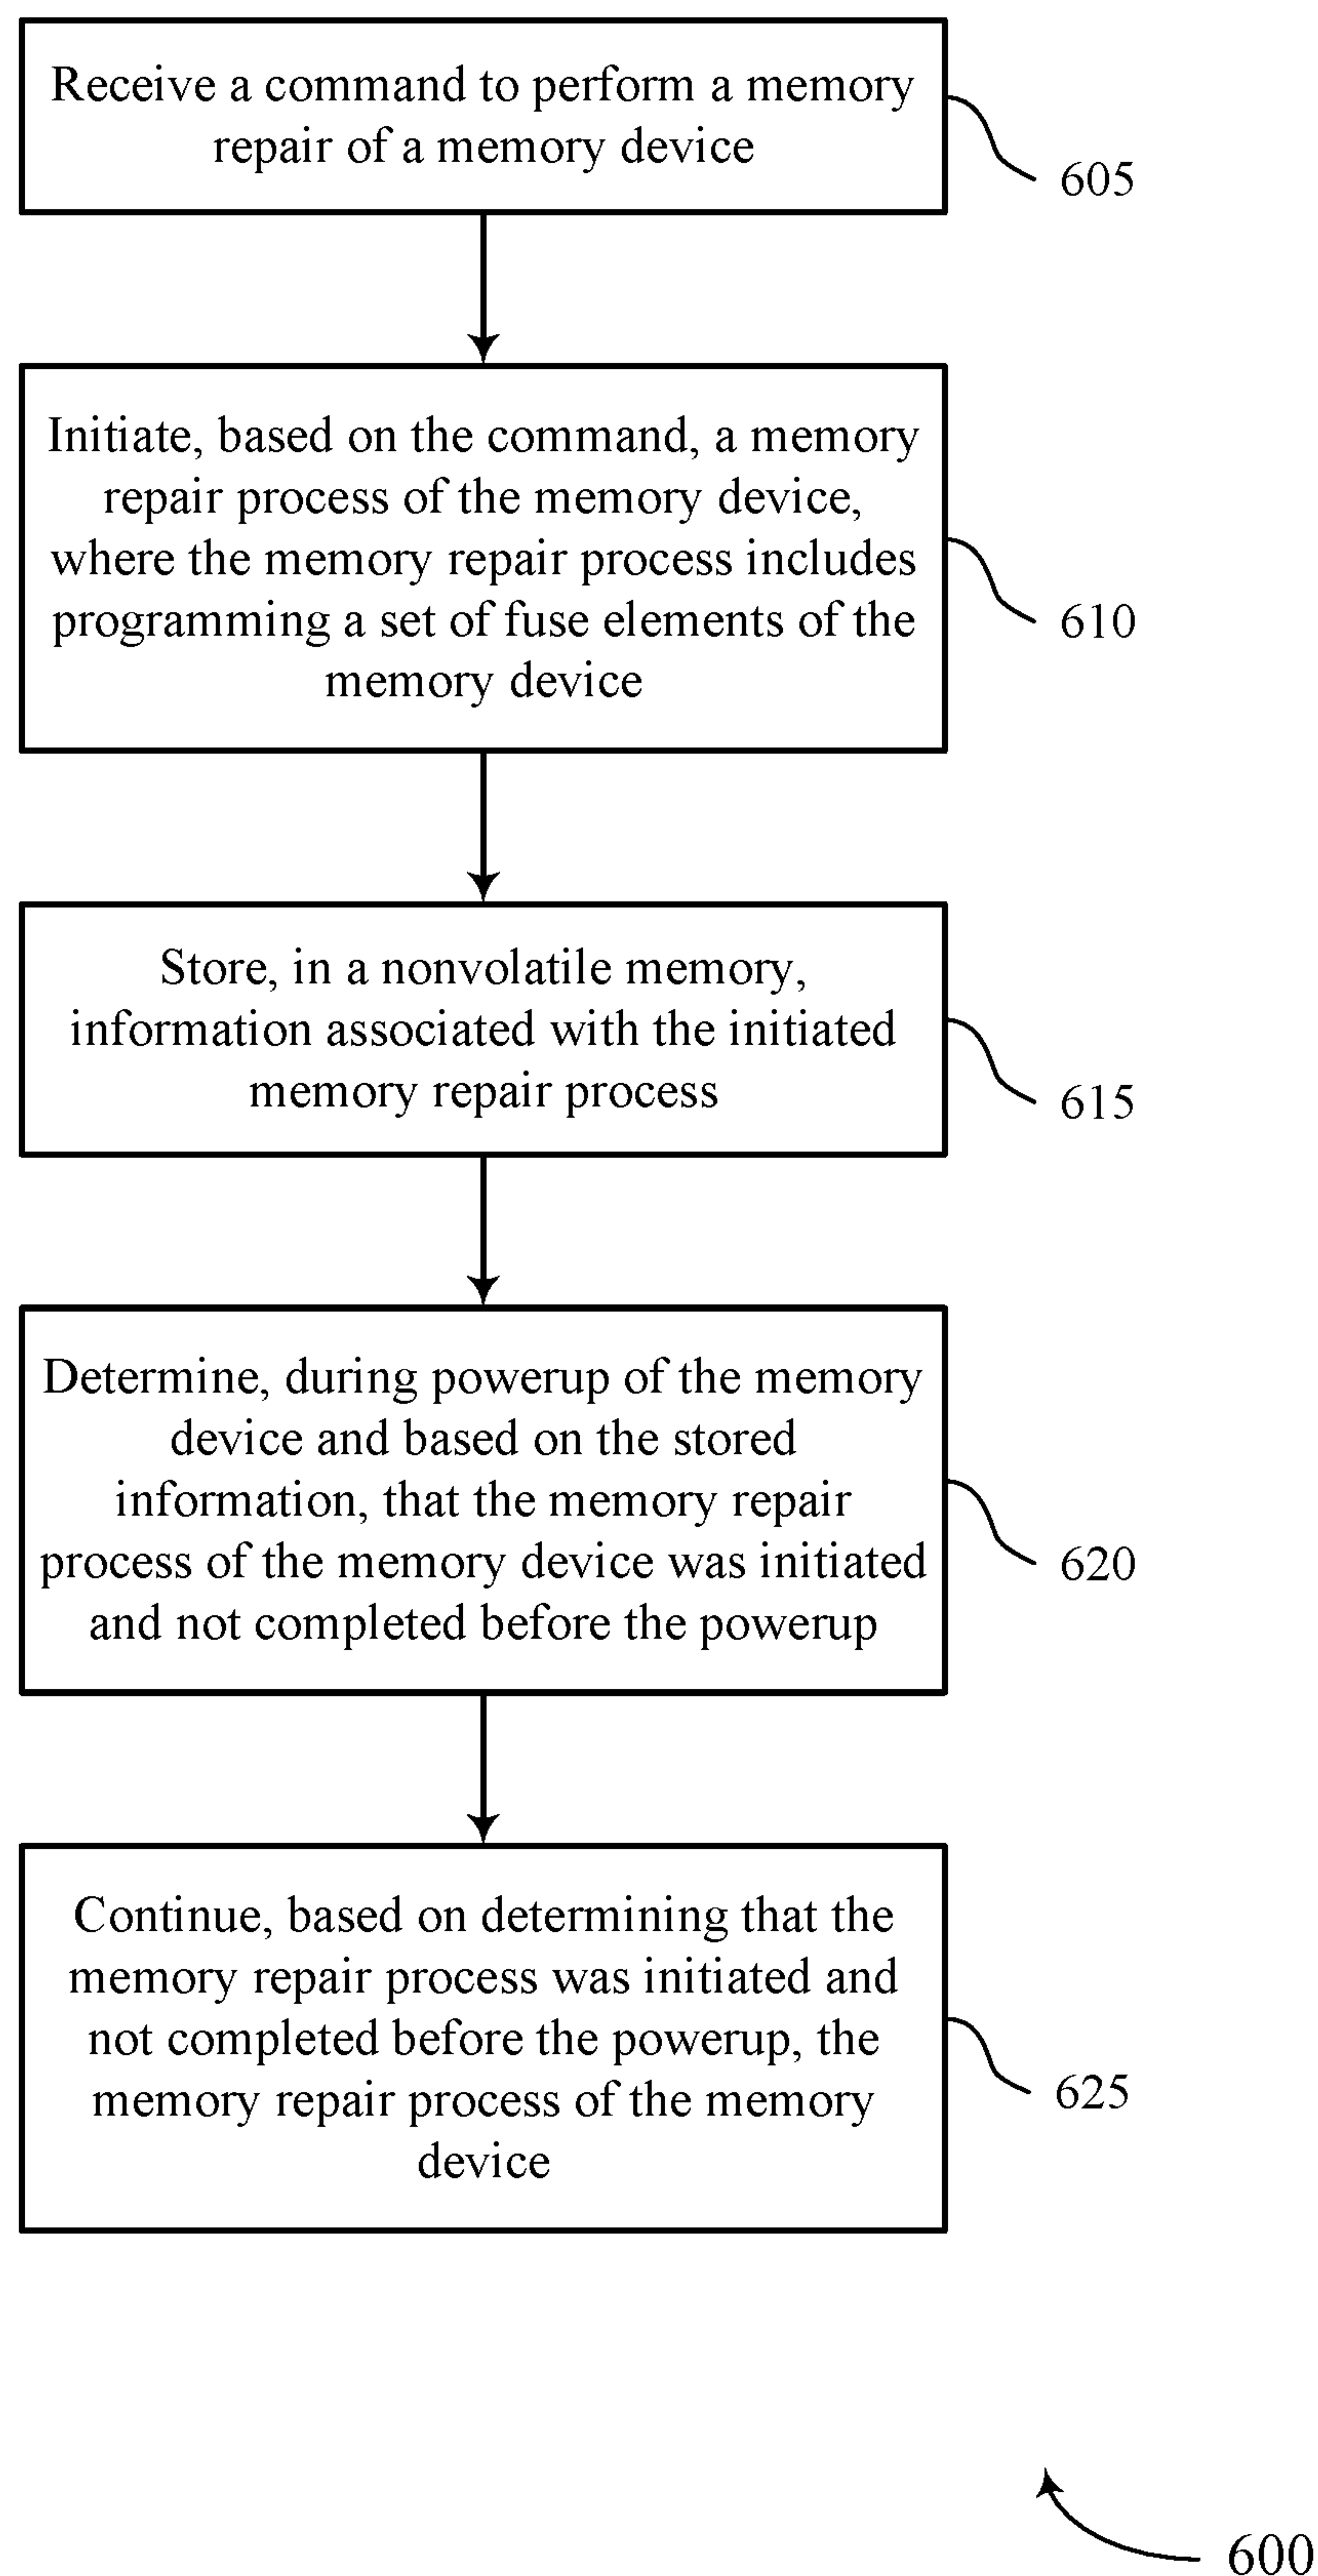 Receive a command to perform a memory
repair of a memory device
605
Initiate, based on the command, a memory
repair process of the memory device,
where the memory repair process includes
programming a set of fuse elements of the
memory device
610
Store, in a nonvolatile memory,
information associated with the initiated
memory repair process
615
Determine, during powerup of the memory
device and based on the stored
information, that the memory repair
process of the memory device was initiated
and not completed before the powerup
620
Continue, based on determining that the
memory repair process was initiated and
not completed before the powerup, the
memory repair process of the memory
device
625
600